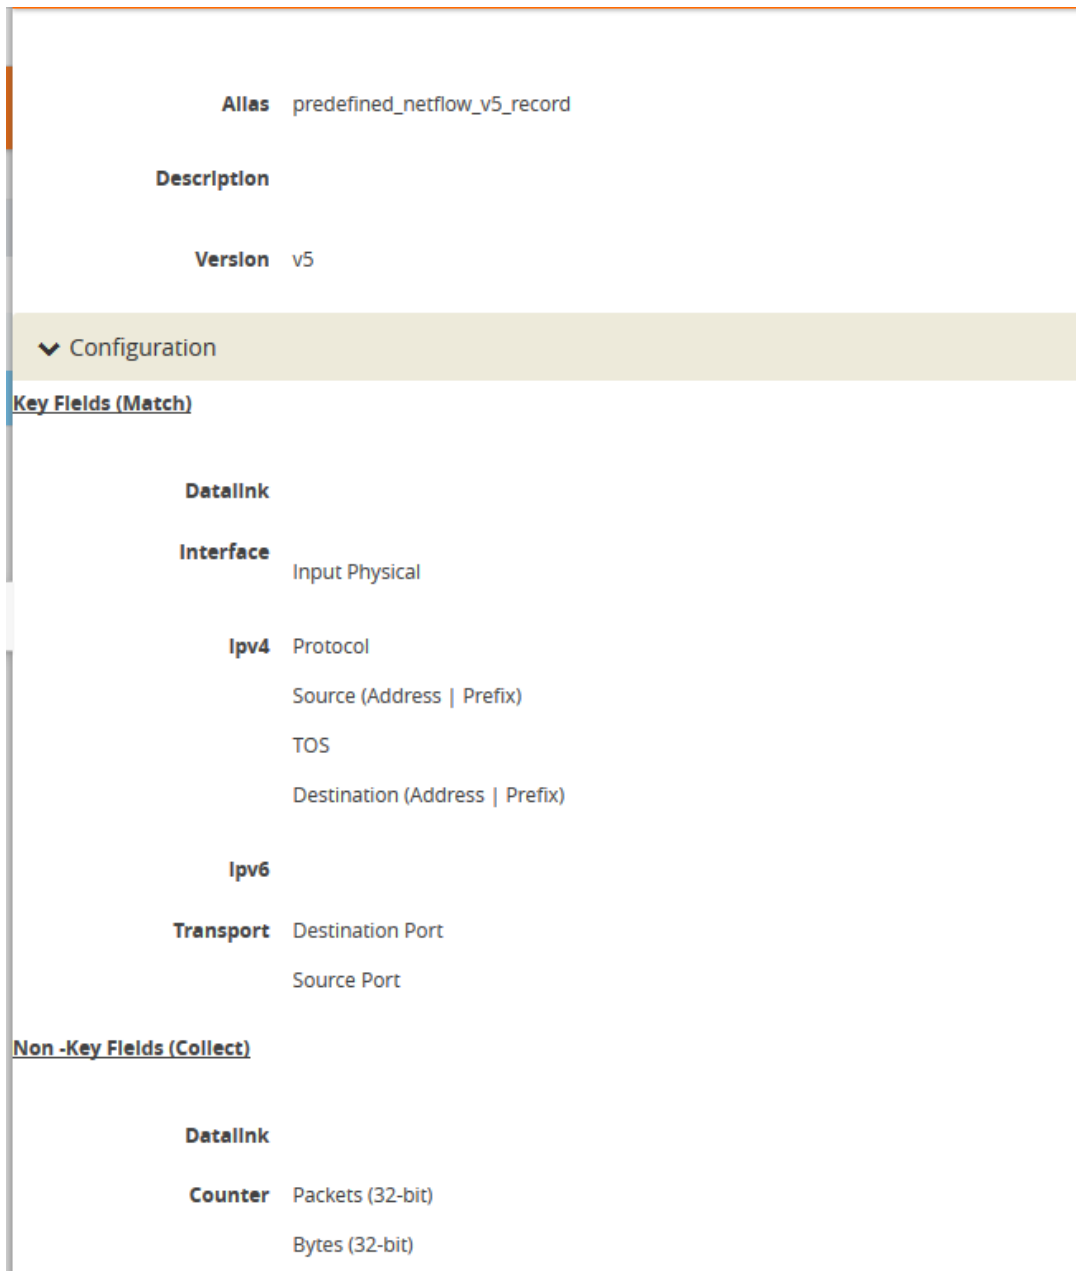 Alias predefined_netflow_v5_record
Description
Version v5
Configuration
Key Fields (Match)
Datalink
Interface
Input Physical
Ipv4 Protocol
Source (Address | Prefix)
TOS
Destination (Address | Prefix)
Ipv6
Transport Destination Port
Source Port
Non -Key Fields (Collect)
Datalink
Counter Packets (32-bit)
Bytes (32-bit)